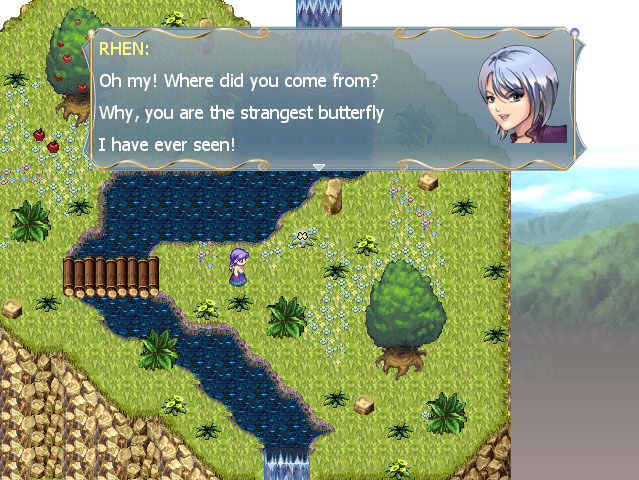 RHEN:
Oh my! Where did you come from?
Why, you are the strangest butterfly
I have ever seen!